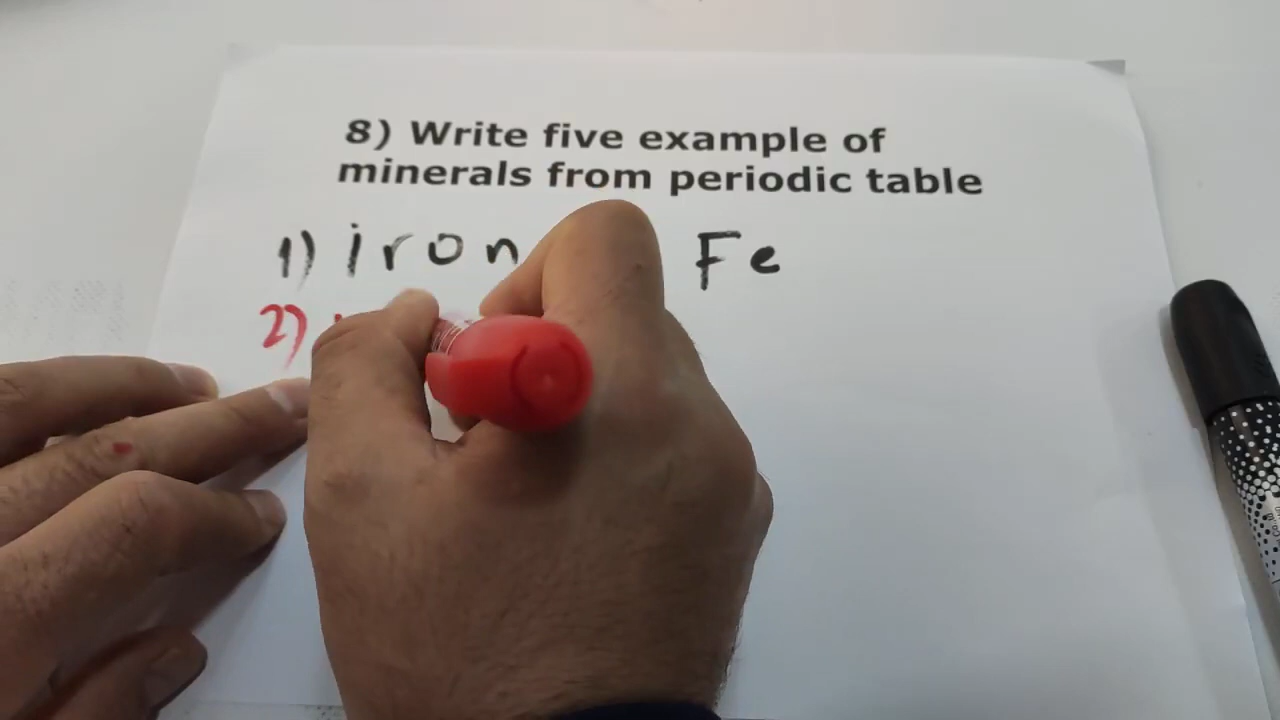 8) Write five example of
minerals from periodic table
1) iron Fe
2)